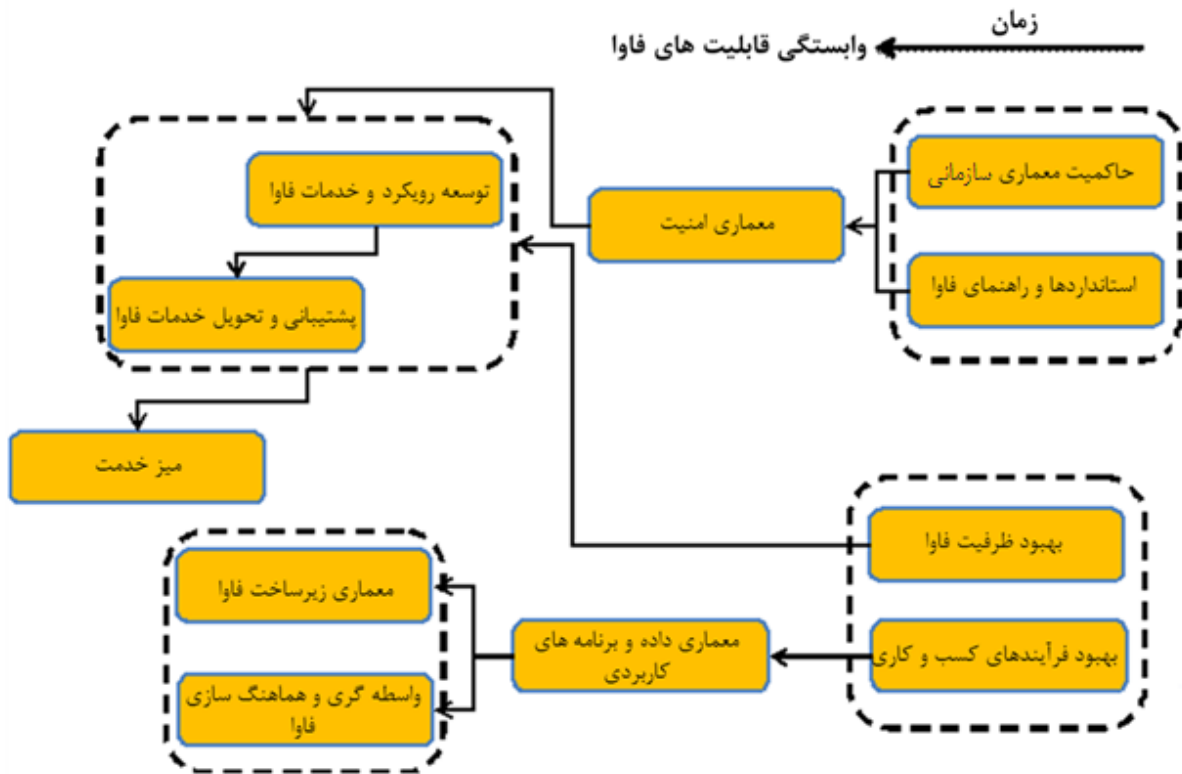 زمان
وابستگی قابلیت های فاوا
حاکمیت معماری سازمانی
استانداردها و راهنمای فاوا
معماری امنیت
توسعه رویکرد و خدمات فاوا
پشتیبانی و تحویل خدمات فاوا
میز خدمت
بهبود ظرفیت فاوا
بهبود فرآیندهای کسب و کاری
معماری داده و برنامه های
کاربردی
معماری زیرساخت فاوا
واسطه گری و هماهنگ سازی
فاوا